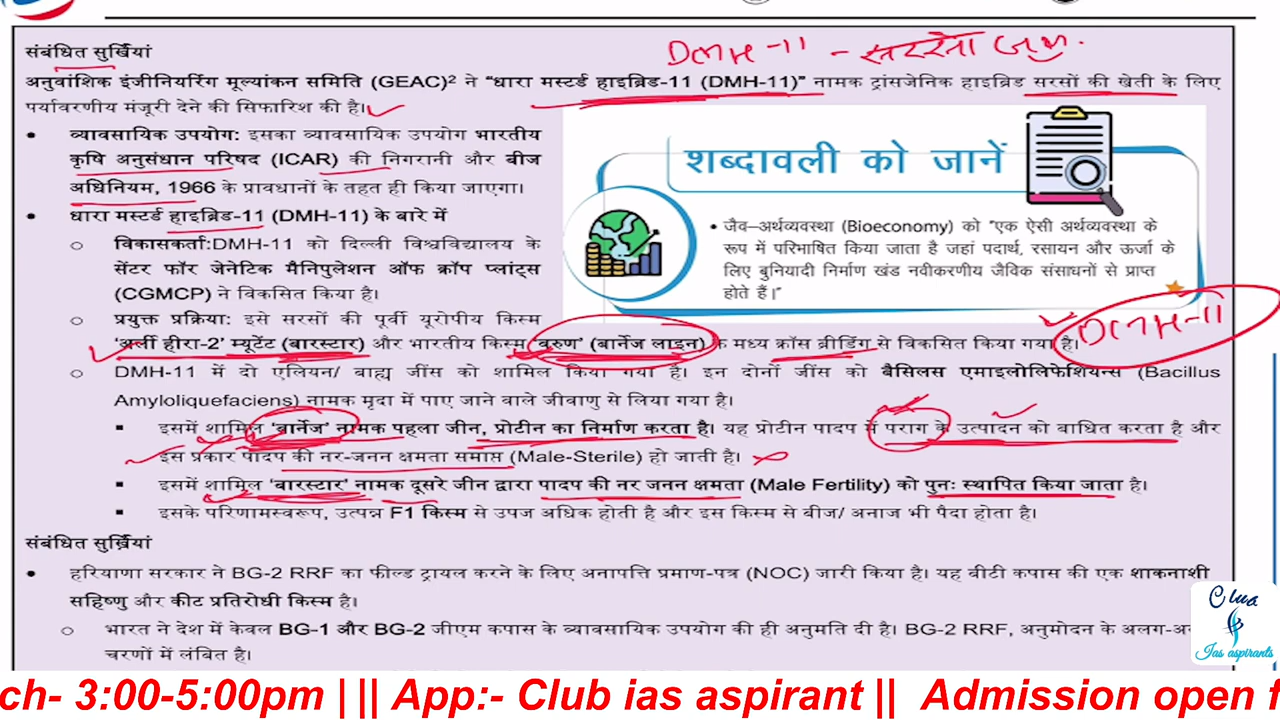 DMH-11 - सरसों
संबंधित सुर्ख़ियां
अनुवांशिक इंजीनियरिंग मूल्यांकन समिति (GEAC)² ने "धारा मस्टर्ड हाइब्रिड-11 (DMH-11)" नामक ट्रांसजेनिक हाइब्रिड सरसों की खेती के लिए
पर्यावरणीय मंजूरी देने की सिफारिश की है।
• व्यावसायिक उपयोग: इसका व्यावसायिक उपयोग भारतीय
कृषि अनुसंधान परिषद (ICAR) की निगरानी और बीज
अधिनियम, 1966 के प्रावधानों के तहत ही किया जाएगा।
• धारा मस्टर्ड हाइब्रिड-11 (DMH-11) के बारे में
○ विकासकर्ता:DMH-11 को दिल्ली विश्वविद्यालय के
सेंटर फॉर जेनेटिक मैनिपुलेशन ऑफ क्रॉप प्लांट्स
(CGMCP) ने विकसित किया है।
○ प्रयुक्त प्रक्रिया: इसे सरसों की पूर्वी यूरोपीय किस्म
शब्दावली को जानें
• जैव–अर्थव्यवस्था (Bioeconomy) को "एक ऐसी अर्थव्यवस्था के
रूप में परिभाषित किया जाता है जहां पदार्थ, रसायन और ऊर्जा के
लिए बुनियादी निर्माण खंड नवीकरणीय जैविक संसाधनों से प्राप्त
होते हैं।"
DMH-11
'अर्ली हीरा-2' म्यूटेंट (बारस्टार) और भारतीय किस्म 'वरुण' (बार्नेज लाइन) के मध्य क्रॉस ब्रीडिंग से विकसित किया गया है।
○ DMH-11 में दो एलियन/ बाह्य जींस को शामिल किया गया है। इन दोनों जींस को बैसिलस एमाइलोलिफेशियन्स (Bacillus
Amyloliquefaciens) नामक मृदा में पाए जाने वाले जीवाणु से लिया गया है।
▪ इसमें शामिल 'बार्नेज' नामक पहला जीन, प्रोटीन का निर्माण करता है। यह प्रोटीन पादप में पराग के उत्पादन को बाधित करता है और
इस प्रकार पादप की नर-जनन क्षमता समाप्त (Male-Sterile) हो जाती है।
▪ इसमें शामिल 'बारस्टार' नामक दूसरे जीन द्वारा पादप की नर जनन क्षमता (Male Fertility) को पुनः स्थापित किया जाता है।
▪ इसके परिणामस्वरूप, उत्पन्न F1 किस्म से उपज अधिक होती है और इस किस्म से बीज/ अनाज भी पैदा होता है।
संबंधित सुर्ख़ियां
• हरियाणा सरकार ने BG-2 RRF का फील्ड ट्रायल करने के लिए अनापत्ति प्रमाण-पत्र (NOC) जारी किया है। यह बीटी कपास की एक शाकनाशी
सहिष्णु और कीट प्रतिरोधी किस्म है।
○ भारत ने देश में केवल BG-1 और BG-2 जीएम कपास के व्यावसायिक उपयोग की ही अनुमति दी है। BG-2 RRF, अनुमोदन के अलग-अ
चरणों में लंबित है।
Club
Ias aspirants
ch- 3:00-5:00pm | || App:- Club ias aspirant || Admission open f